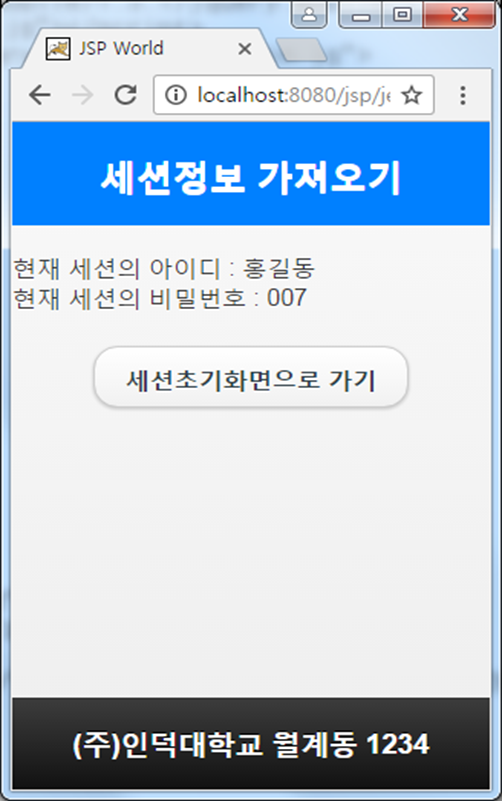 JSP World
localhost:8080/jsp/je
세션정보 가져오기
현재 세션의 아이디 : 홍길동
현재 세션의 비밀번호 : 007
세션초기화면으로 가기
(주)인덕대학교 월계동 1234